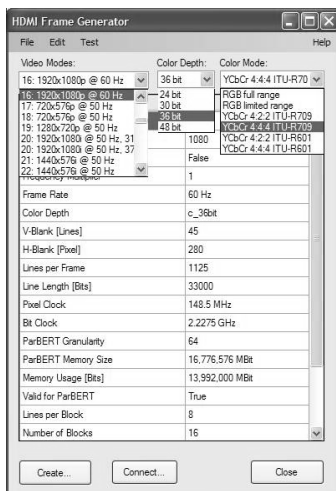 HDMI Frame Generator
File Edit Test Help
Video Modes: Color Depth: Color Mode:
16: 1920x1080p @ 60 Hz 36 bit YCbCr 4:4:4 ITU-R70
16: 1920x1080p @ 60 Hz 24 bit RGB full range
17: 720x576p @ 50 Hz 30 bit RGB limited range
18: 720x576p @ 50 Hz 36 bit YCbCr 4:2:2 ITU-R709
19: 1280x720p @ 50 Hz 48 bit YCbCr 4:4:4 ITU-R709
20: 1920x1080i @ 50 Hz, 31 1080 YCbCr 4:2:2 ITU-R601
20: 1920x1080i @ 50 Hz, 37 YCbCr 4:4:4 ITU-R601
21: 1440x576i @ 50 Hz False
22: 1440x576i @ 50 Hz
Frequency Multiplier 1
Frame Rate 60 Hz
Color Depth c_36bit
V-Blank [Lines] 45
H-Blank [Pixel] 280
Lines per Frame 1125
Line Length [Bits] 33000
Pixel Clock 148.5 MHz
Bit Clock 2.2275 GHz
ParBERT Granularity 64
ParBERT Memory Size 16,776,576 MBit
Memory Usage [Bits] 13,992,000 MBit
Valid for ParBERT True
Lines per Block 8
Number of Blocks 16
Create... Connect... Close